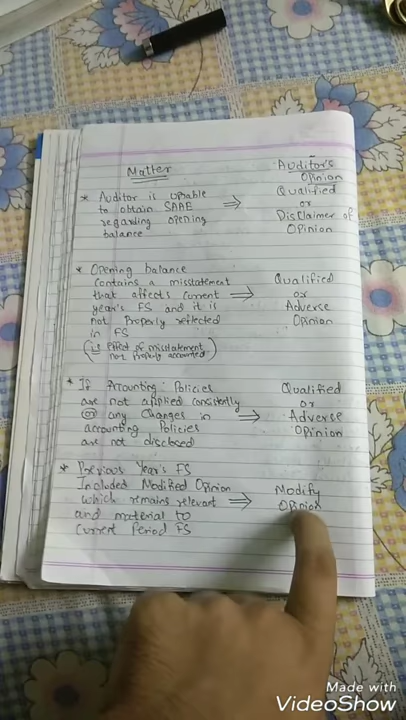 Matter
Auditor's
Opinion
* Auditor is unable
to obtain SAAE
regarding opening
balance
⇒
Qualified
or
Disclaimer of
Opinion
* Opening balance
contains a misstatement
that affects current
year's FS and it is
not Properly reflected
in FS
(ie effect of misstatement
not properly accounted)
⇒
Qualified
or
Adverse
Opinion
* If Accounting Policies
are not applied consistently
or any Changes in
accounting Policies
are not disclosed
⇒
Qualified
or
Adverse
Opinion
* Previous Year's FS
Included Modified Opinion
which remains relevant
and material to
Current Period FS
⇒
Modify
Opinion
Made with
VideoShow